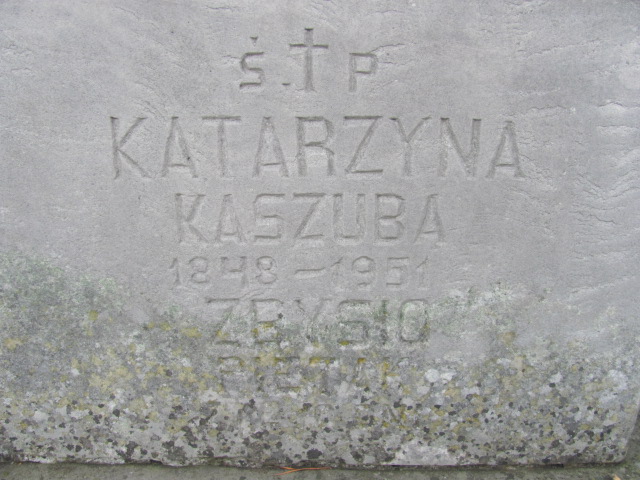 Ś.†P
KATARZYNA
KASZUBA
1848-1951
ZBYSIO